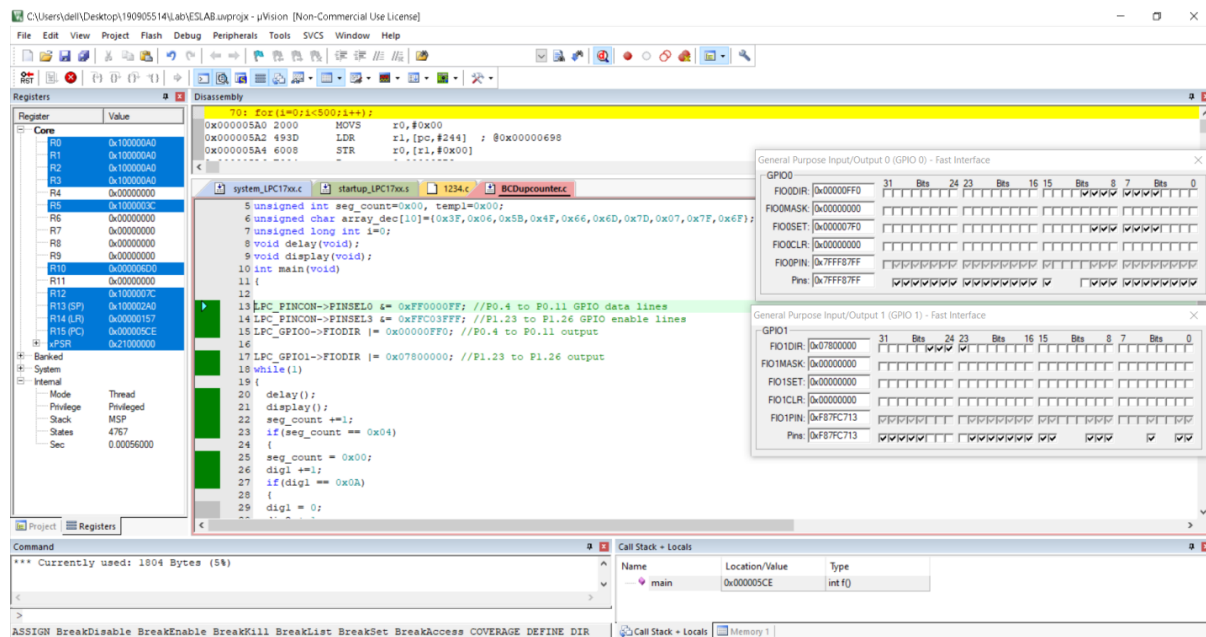 C:\Users\dell\Desktop\190905514\Lab\ESLAB.uvprojx - µVision [Non-Commercial Use License]
File Edit View Project Flash Debug Peripherals Tools SVCS Window Help
RST
Registers
Register Value
Core
R0 0x100000A0
R1 0x100000A0
R2 0x100000A0
R3 0x100000A0
R4 0x00000000
R5 0x1000003C
R6 0x00000000
R7 0x00000000
R8 0x00000000
R9 0x00000000
R10 0x000006D0
R11 0x00000000
R12 0x1000007C
R13 (SP) 0x100002A0
R14 (LR) 0x00000157
R15 (PC) 0x000005CE
xPSR 0x21000000
Banked
System
Internal
Mode Thread
Privilege Privileged
Stack MSP
States 4767
Sec 0.00056000
Project Registers
Disassembly
70: for(i=0;i<500;i++);
0x000005A0 2000 MOVS r0,#0x00
0x000005A2 493D LDR r1,[pc,#244] ; @0x00000698
0x000005A4 6008 STR r0,[r1,#0x00]
system_LPC17xx.c startup_LPC17xx.s 1234.c BCDupcounter.c
5 unsigned int seg_count=0x00, temp1=0x00;
6 unsigned char array_dec[10]={0x3F,0x06,0x5B,0x4F,0x66,0x6D,0x7D,0x07,0x7F,0x6F};
7 unsigned long int i=0;
8 void delay(void);
9 void display(void);
10 int main(void)
11 {
12
13 LPC_PINCON->PINSEL0 &= 0xFF0000FF; //P0.4 to P0.11 GPIO data lines
14 LPC_PINCON->PINSEL3 &= 0xFFC03FFF; //P1.23 to P1.26 GPIO enable lines
15 LPC_GPIO0->FIODIR |= 0x00000FF0; //P0.4 to P0.11 output
16
17 LPC_GPIO1->FIODIR |= 0x07800000; //P1.23 to P1.26 output
18 while(1)
19 {
20 delay();
21 display();
22 seg_count +=1;
23 if(seg_count == 0x04)
24 {
25 seg_count = 0x00;
26 dig1 +=1;
27 if(dig1 == 0x0A)
28 {
29 dig1 = 0;
General Purpose Input/Output 0 (GPIO 0) - Fast Interface
GPIO0
31 Bits 24 23 Bits 16 15 Bits 8 7 Bits 0
FIO0DIR: 0x00000FF0
FIO0MASK: 0x00000000
FIO0SET: 0x000007F0
FIO0CLR: 0x00000000
FIO0PIN: 0x7FFF87FF
Pins: 0x7FFF87FF
General Purpose Input/Output 1 (GPIO 1) - Fast Interface
GPIO1
31 Bits 24 23 Bits 16 15 Bits 8 7 Bits 0
FIO1DIR: 0x07800000
FIO1MASK: 0x00000000
FIO1SET: 0x00000000
FIO1CLR: 0x00000000
FIO1PIN: 0xF87FC713
Pins: 0xF87FC713
Command
*** Currently used: 1804 Bytes (5%)
>
ASSIGN BreakDisable BreakEnable BreakKill BreakList BreakSet BreakAccess COVERAGE DEFINE DIR
Call Stack + Locals
Name Location/Value Type
main 0x000005CE int f()
Call Stack + Locals Memory 1